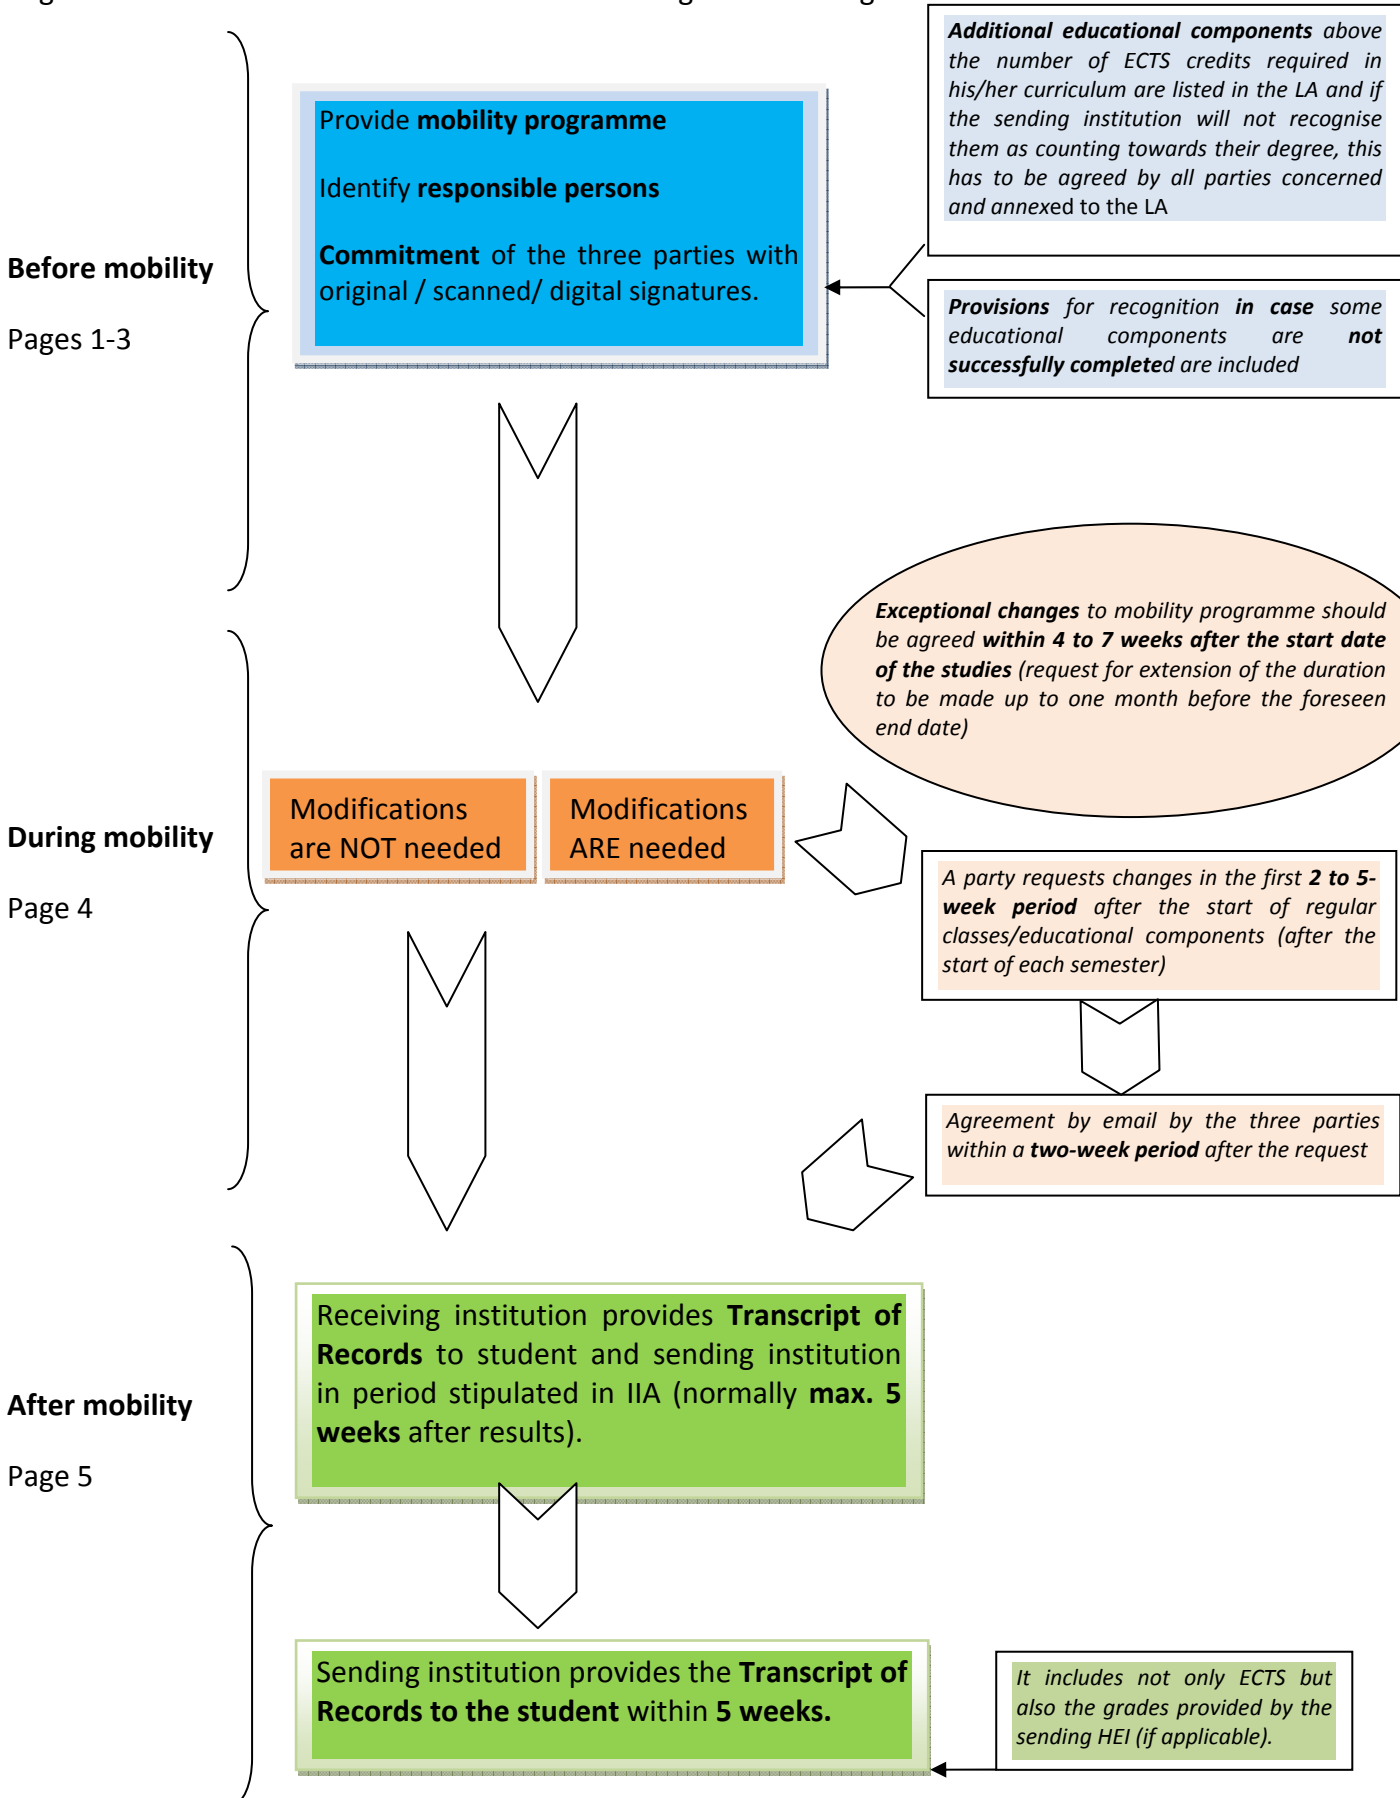 Additional educational components above
the number of ECTS credits required in
his/her curriculum are listed in the LA and if
the sending institution will not recognise
them as counting towards their degree, this
has to be agreed by all parties concerned
and annexed to the LA
Provide mobility programme
Identify responsible persons
Commitment of the three parties with
original / scanned/ digital signatures.
Before mobility
Pages 1-3
Provisions for recognition in case some
educational components are not
successfully completed are included
Exceptional changes to mobility programme should
be agreed within 4 to 7 weeks after the start date
of the studies (request for extension of the duration
to be made up to one month before the foreseen
end date)
During mobility
Page 4
Modifications
are NOT needed
Modifications
ARE needed
A party requests changes in the first 2 to 5-
week period after the start of regular
classes/educational components (after the
start of each semester)
Agreement by email by the three parties
within a two-week period after the request
After mobility
Page 5
Receiving institution provides Transcript of
Records to student and sending institution
in period stipulated in IIA (normally max. 5
weeks after results).
Sending institution provides the Transcript of
Records to the student within 5 weeks.
It includes not only ECTS but
also the grades provided by the
sending HEI (if applicable).